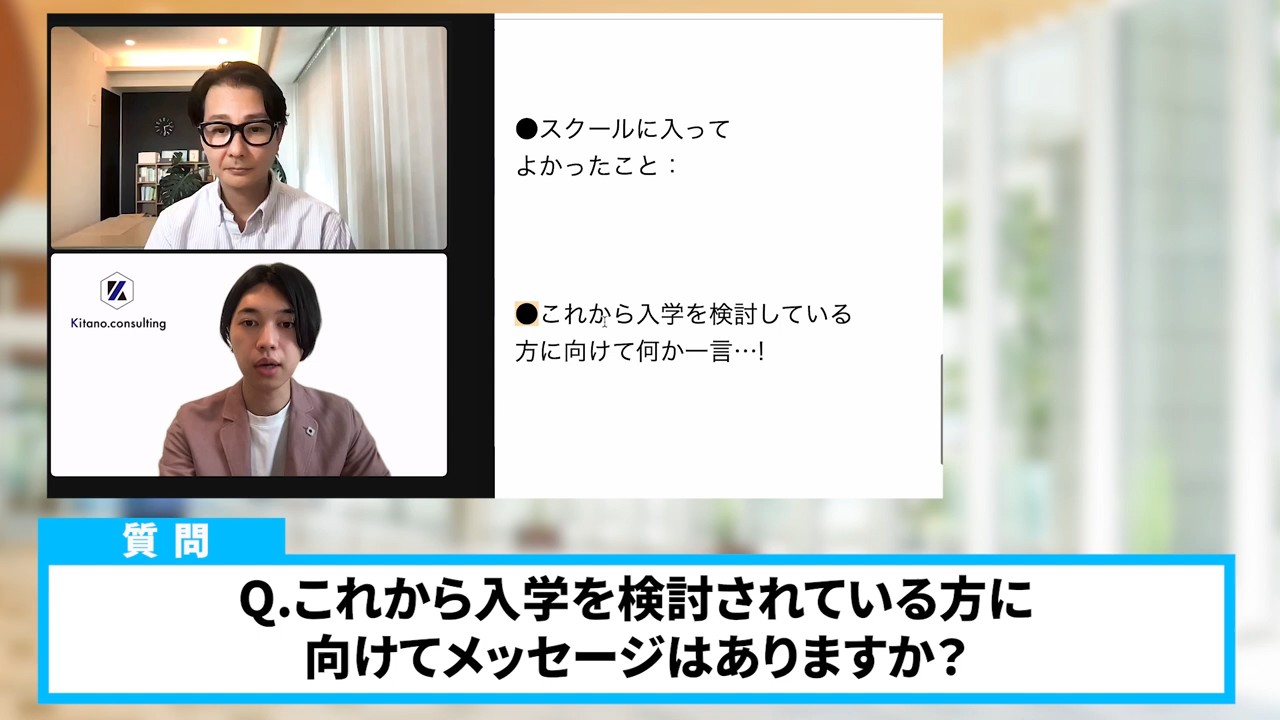 ●スクールに入って
よかったこと：
Kitano.consulting
●これから入学を検討している
方に向けて何か一言…!
質問
Q.これから入学を検討されている方に
向けてメッセージはありますか？